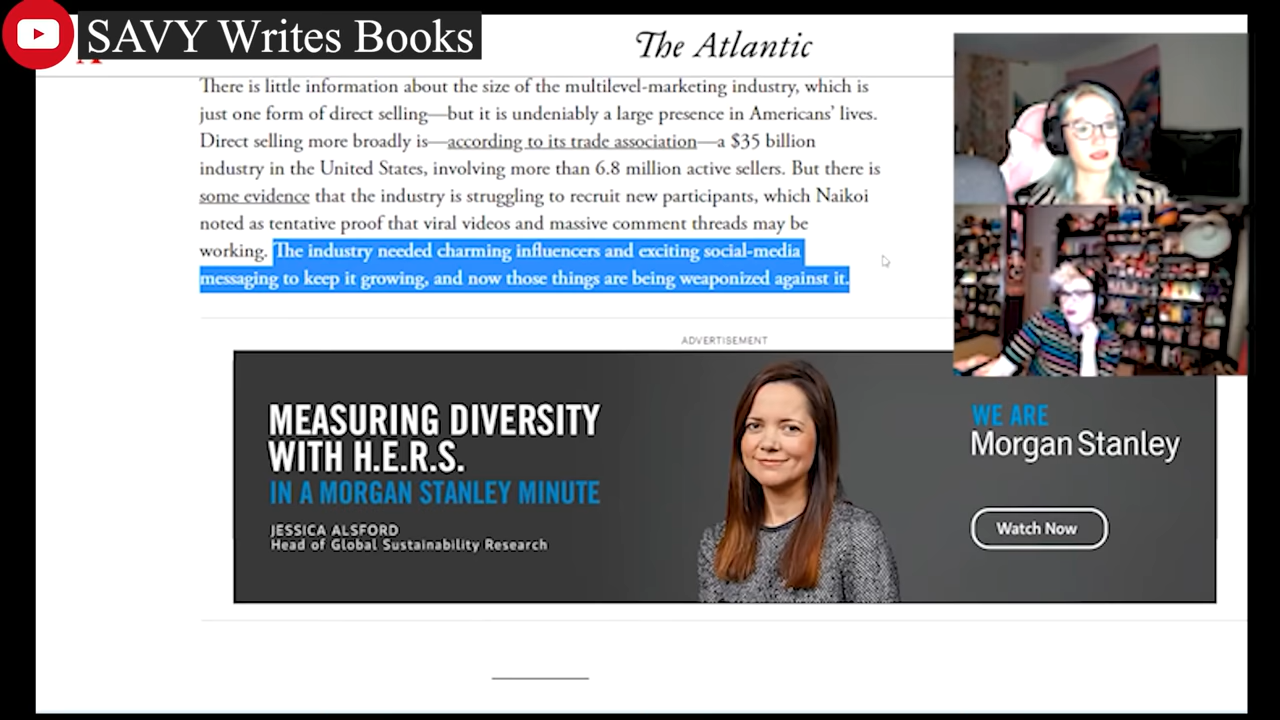 SAVY Writes Books
The Atlantic
There is little information about the size of the multilevel-marketing industry, which is
just one form of direct selling—but it is undeniably a large presence in Americans' lives.
Direct selling more broadly is—according to its trade association—a $35 billion
industry in the United States, involving more than 6.8 million active sellers. But there is
some evidence that the industry is struggling to recruit new participants, which Naikoi
noted as tentative proof that viral videos and massive comment threads may be
working. The industry needed charming influencers and exciting social-media
messaging to keep it growing, and now those things are being weaponized against it.
ADVERTISEMENT
MEASURING DIVERSITY
WITH H.E.R.S.
IN A MORGAN STANLEY MINUTE
JESSICA ALSFORD
Head of Global Sustainability Research
WE ARE
Morgan Stanley
Watch Now